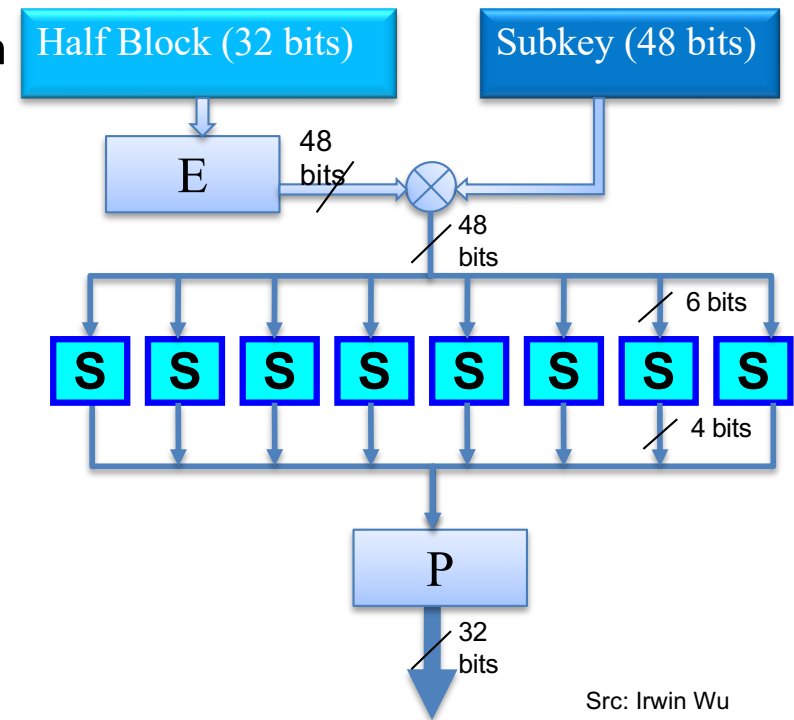 Half Block (32 bits)
Subkey (48 bits)
E
48
bits
48
bits
6 bits
S S S S S S S S
4 bits
P
32
bits
Src: Irwin Wu